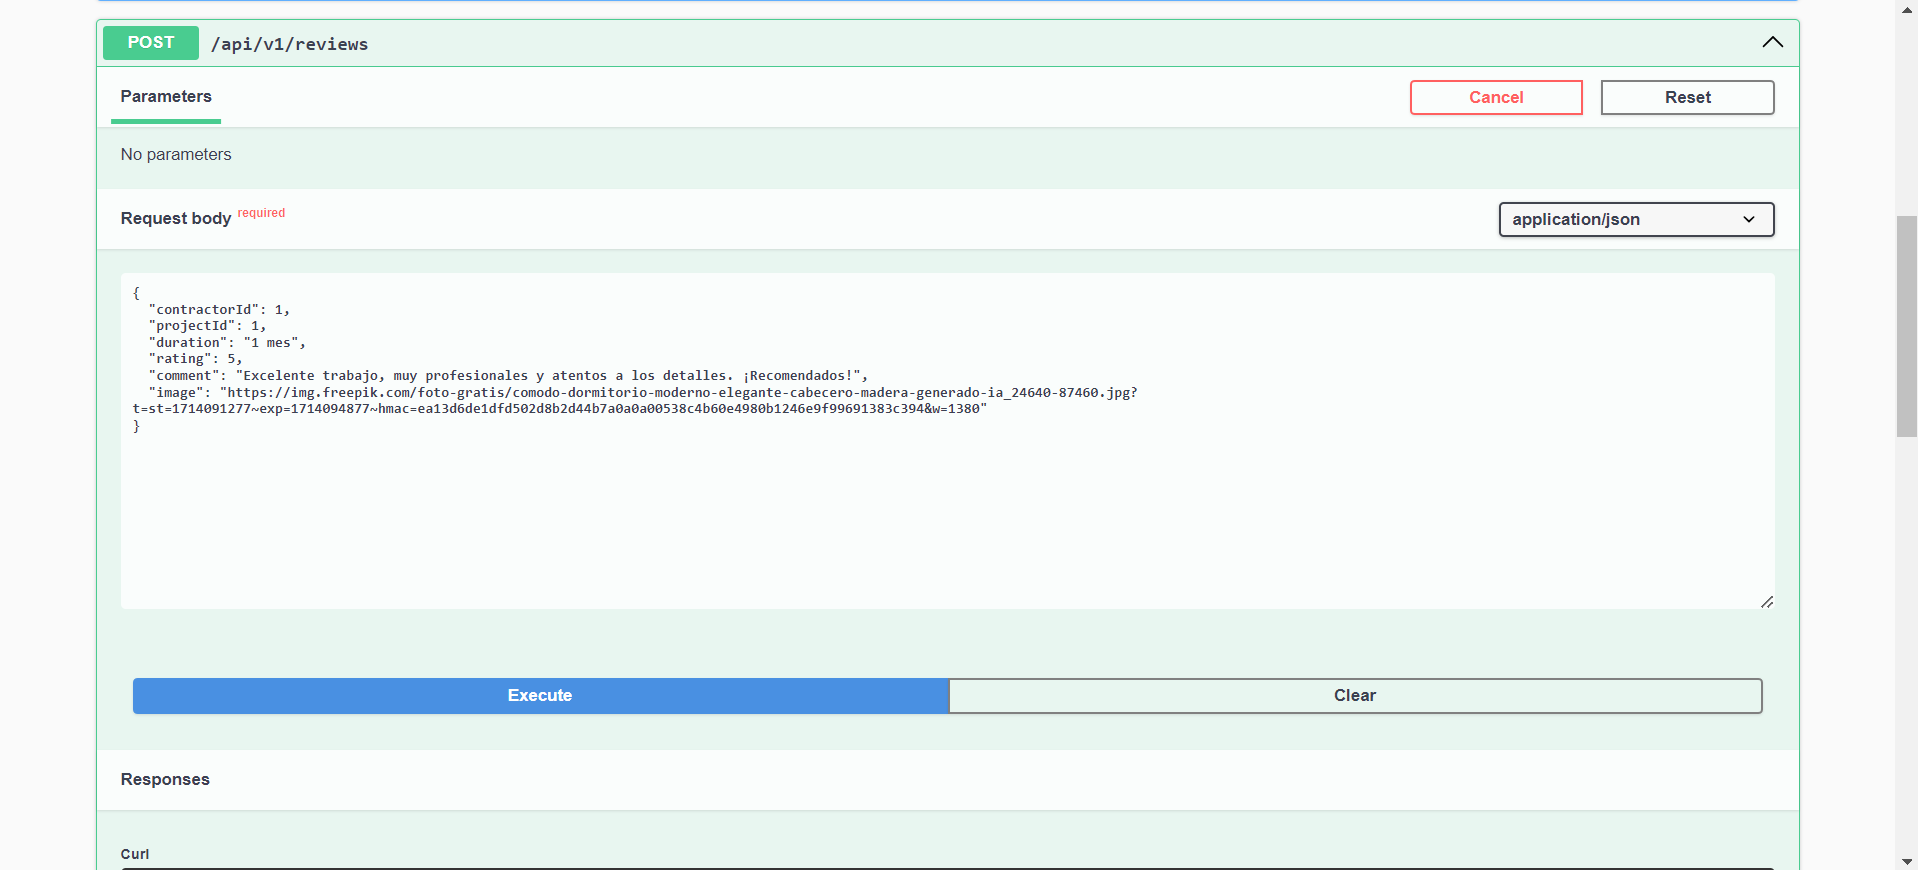 POST /api/v1/reviews
Parameters
Cancel
Reset
No parameters
Request body required
application/json
{
"contractorId": 1,
"projectId": 1,
"duration": "1 mes",
"rating": 5,
"comment": "Excelente trabajo, muy profesionales y atentos a los detalles. ¡Recomendados!",
"image": "https://img.freepik.com/foto-gratis/comodo-dormitorio-moderno-elegante-cabecero-madera-generado-ia_24640-87460.jpg?
t=st=1714091277~exp=1714094877~hmac=ea13d6de1dfd502d8b2d44b7a0a0a00538c4b60e4980b1246e9f99691383c394&w=1380"
}
Execute
Clear
Responses
Curl